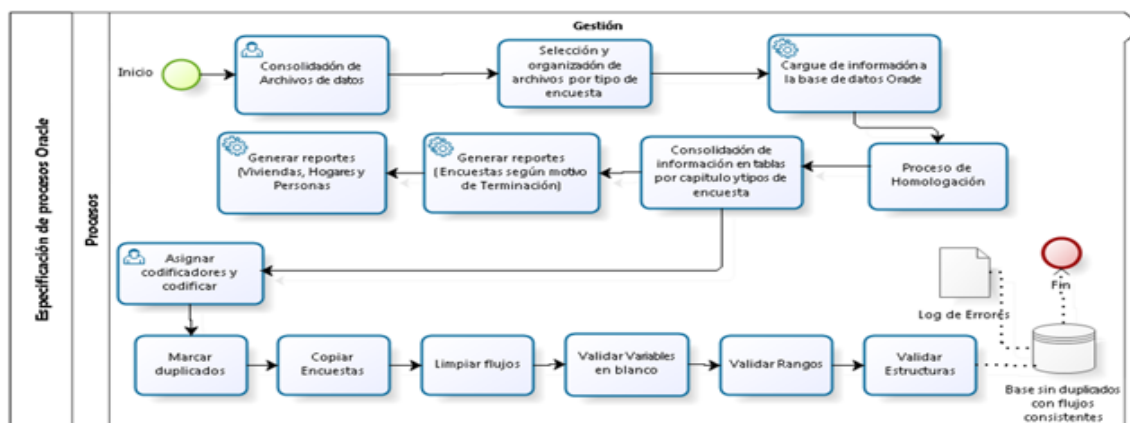 Gestión
Especificación de procesos Oracle
Procesos
Inicio
Consolidación de
Archivos de datos
Selección y
organización de
archivos por tipo de
encuesta
Cargue de información a
la base de datos Oracle
Proceso de
Homologación
Consolidación de
información en tablas
por capitulo y tipos de
encuesta
Generar reportes
(Encuestas según motivo
de Terminación)
Generar reportes
(Viviendas, Hogares y
Personas
Asignar
codificadores y
codificar
Marcar
duplicados
Copiar
Encuestas
Limpiar flujos
Validar Variables
en blanco
Validar Rangos
Validar
Estructuras
Log de Errores
Fin
Base sin duplicados
con flujos
consistentes